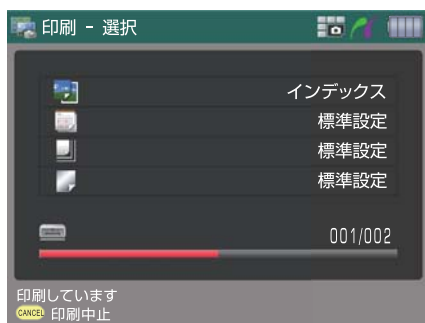 印刷 - 選択
インデックス
標準設定
標準設定
標準設定
001/002
印刷しています
CANCEL 印刷中止